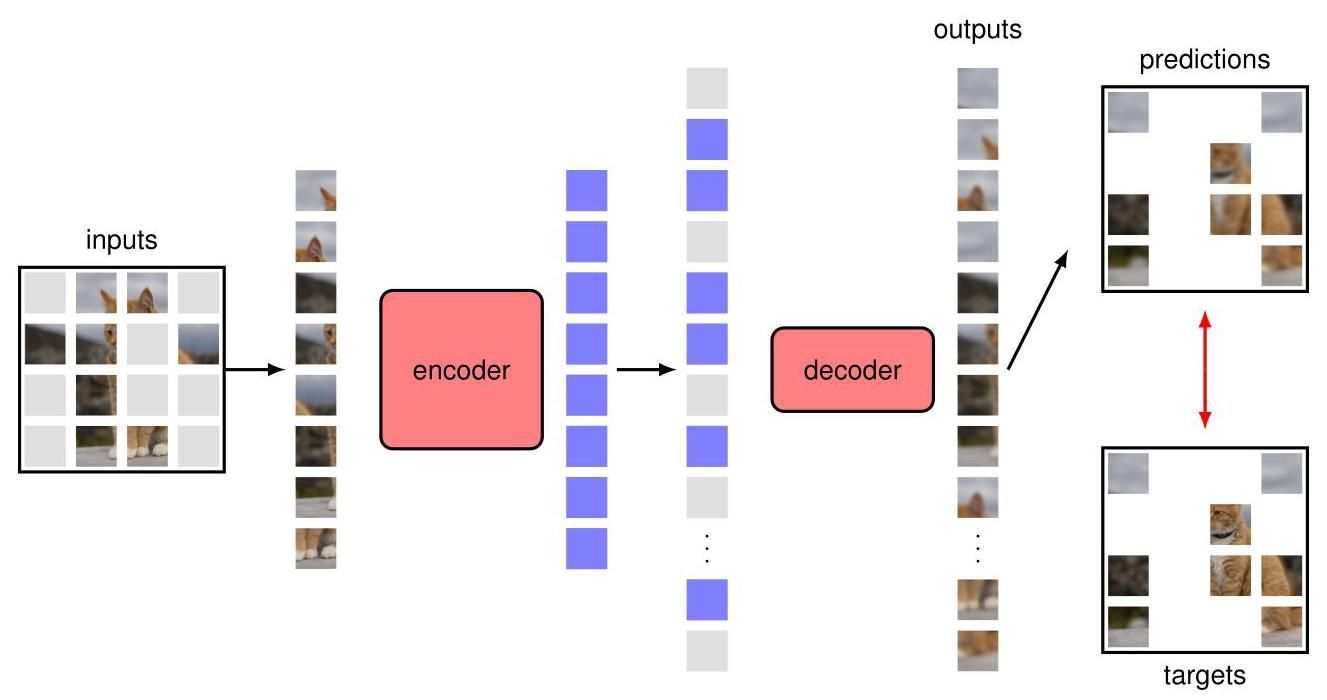 outputs
predictions
inputs
encoder
decoder
targets